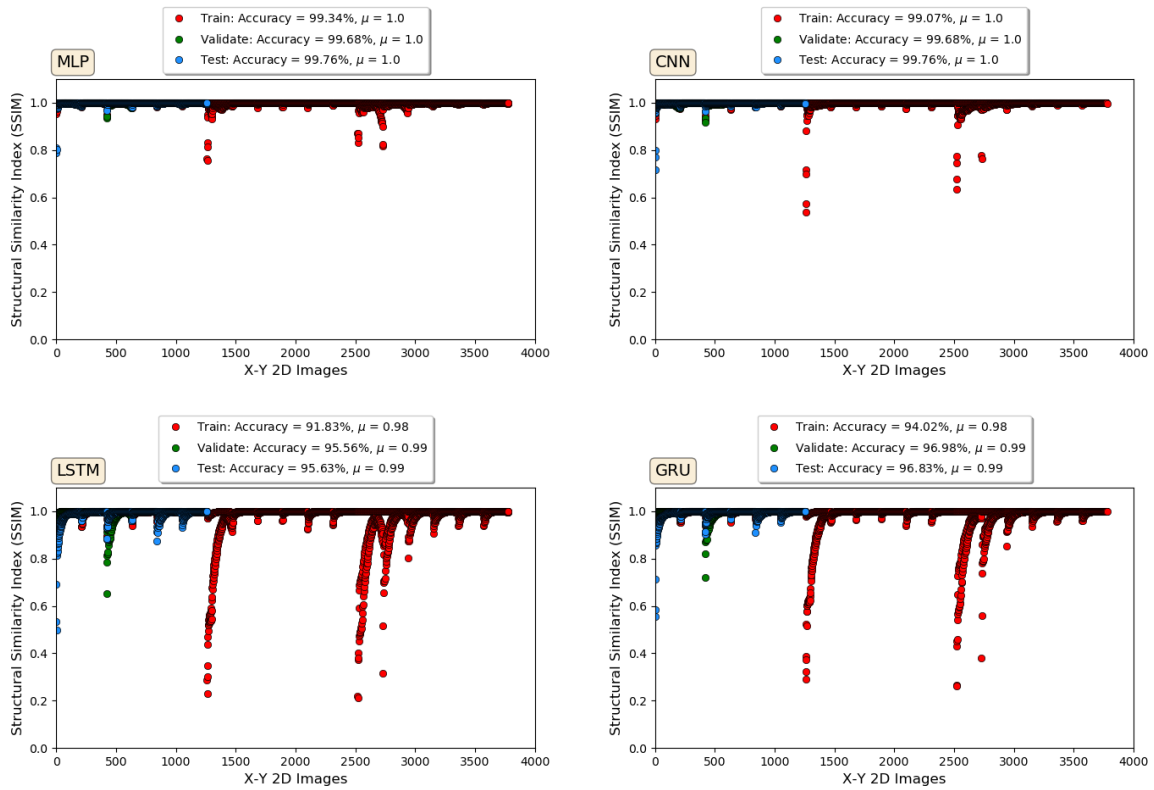 Train: Accuracy = 99.34%, μ = 1.0
Validate: Accuracy = 99.68%, μ = 1.0
Test: Accuracy = 99.76%, μ = 1.0
MLP
1.0
0.8
0.6
0.4
0.2
0.0
Structural Similarity Index (SSIM)
0 500 1000 1500 2000 2500 3000 3500 4000
X-Y 2D Images
Train: Accuracy = 99.07%, μ = 1.0
Validate: Accuracy = 99.68%, μ = 1.0
Test: Accuracy = 99.76%, μ = 1.0
CNN
1.0
0.8
0.6
0.4
0.2
0.0
Structural Similarity Index (SSIM)
0 500 1000 1500 2000 2500 3000 3500 4000
X-Y 2D Images
Train: Accuracy = 91.83%, μ = 0.98
Validate: Accuracy = 95.56%, μ = 0.99
Test: Accuracy = 95.63%, μ = 0.99
LSTM
1.0
0.8
0.6
0.4
0.2
0.0
Structural Similarity Index (SSIM)
0 500 1000 1500 2000 2500 3000 3500 4000
X-Y 2D Images
Train: Accuracy = 94.02%, μ = 0.98
Validate: Accuracy = 96.98%, μ = 0.99
Test: Accuracy = 96.83%, μ = 0.99
GRU
1.0
0.8
0.6
0.4
0.2
0.0
Structural Similarity Index (SSIM)
0 500 1000 1500 2000 2500 3000 3500 4000
X-Y 2D Images